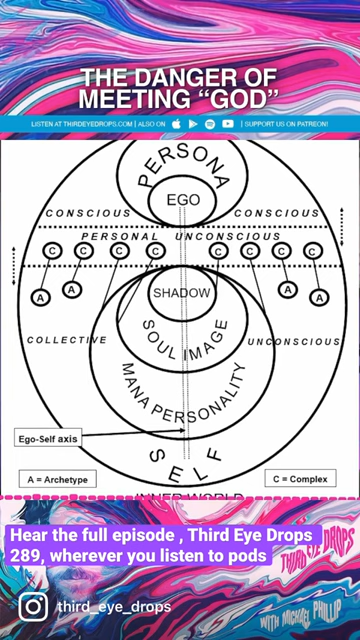 THE DANGER OF
MEETING “GOD”
LISTEN AT THIRDEYEDROPS.COM | ALSO ON | SUPPORT US ON PATREON!
PERSONA
EGO
CONSCIOUS CONSCIOUS
PERSONAL UNCONSCIOUS
C C C C C C C C
A A A A
SHADOW
SOUL IMAGE
COLLECTIVE UNCONSCIOUS
MANA PERSONALITY
Ego-Self axis
SELF
A = Archetype C = Complex
INNER WORLD
Hear the full episode , Third Eye Drops
289, wherever you listen to pods
THIRD EYE DROPS
third_eye_drops
WITH MICHAEL PHILLIP